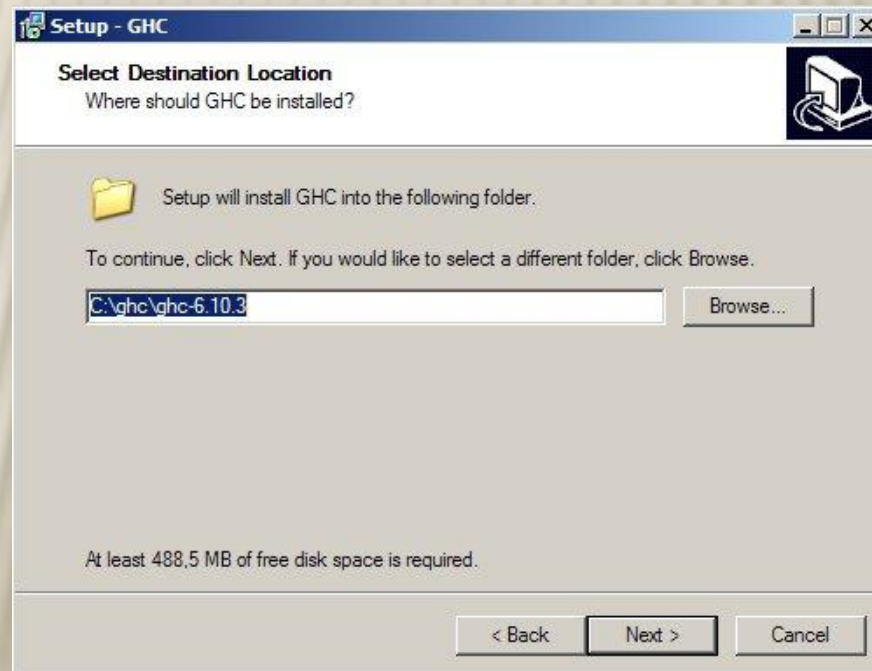 Setup - GHC
Select Destination Location
Where should GHC be installed?
Setup will install GHC into the following folder.
To continue, click Next. If you would like to select a different folder, click Browse.
C:\ghc\ghc-6.10.3
Browse...
At least 488,5 MB of free disk space is required.
< Back
Next >
Cancel